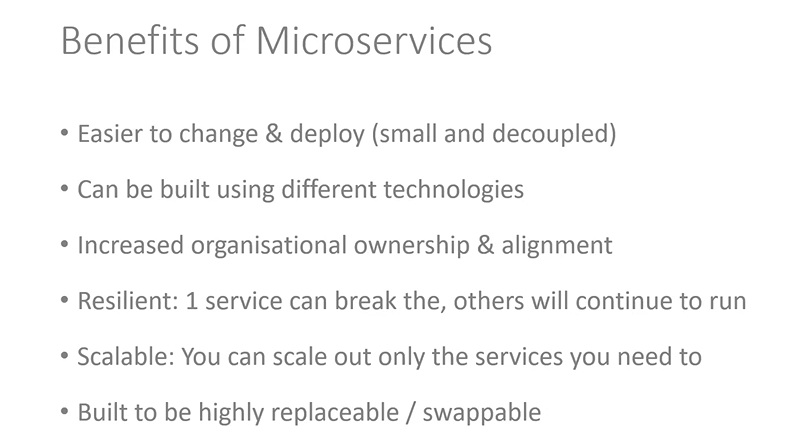 Benefits of Microservices
• Easier to change & deploy (small and decoupled)
• Can be built using different technologies
• Increased organisational ownership & alignment
• Resilient: 1 service can break the, others will continue to run
• Scalable: You can scale out only the services you need to
• Built to be highly replaceable / swappable